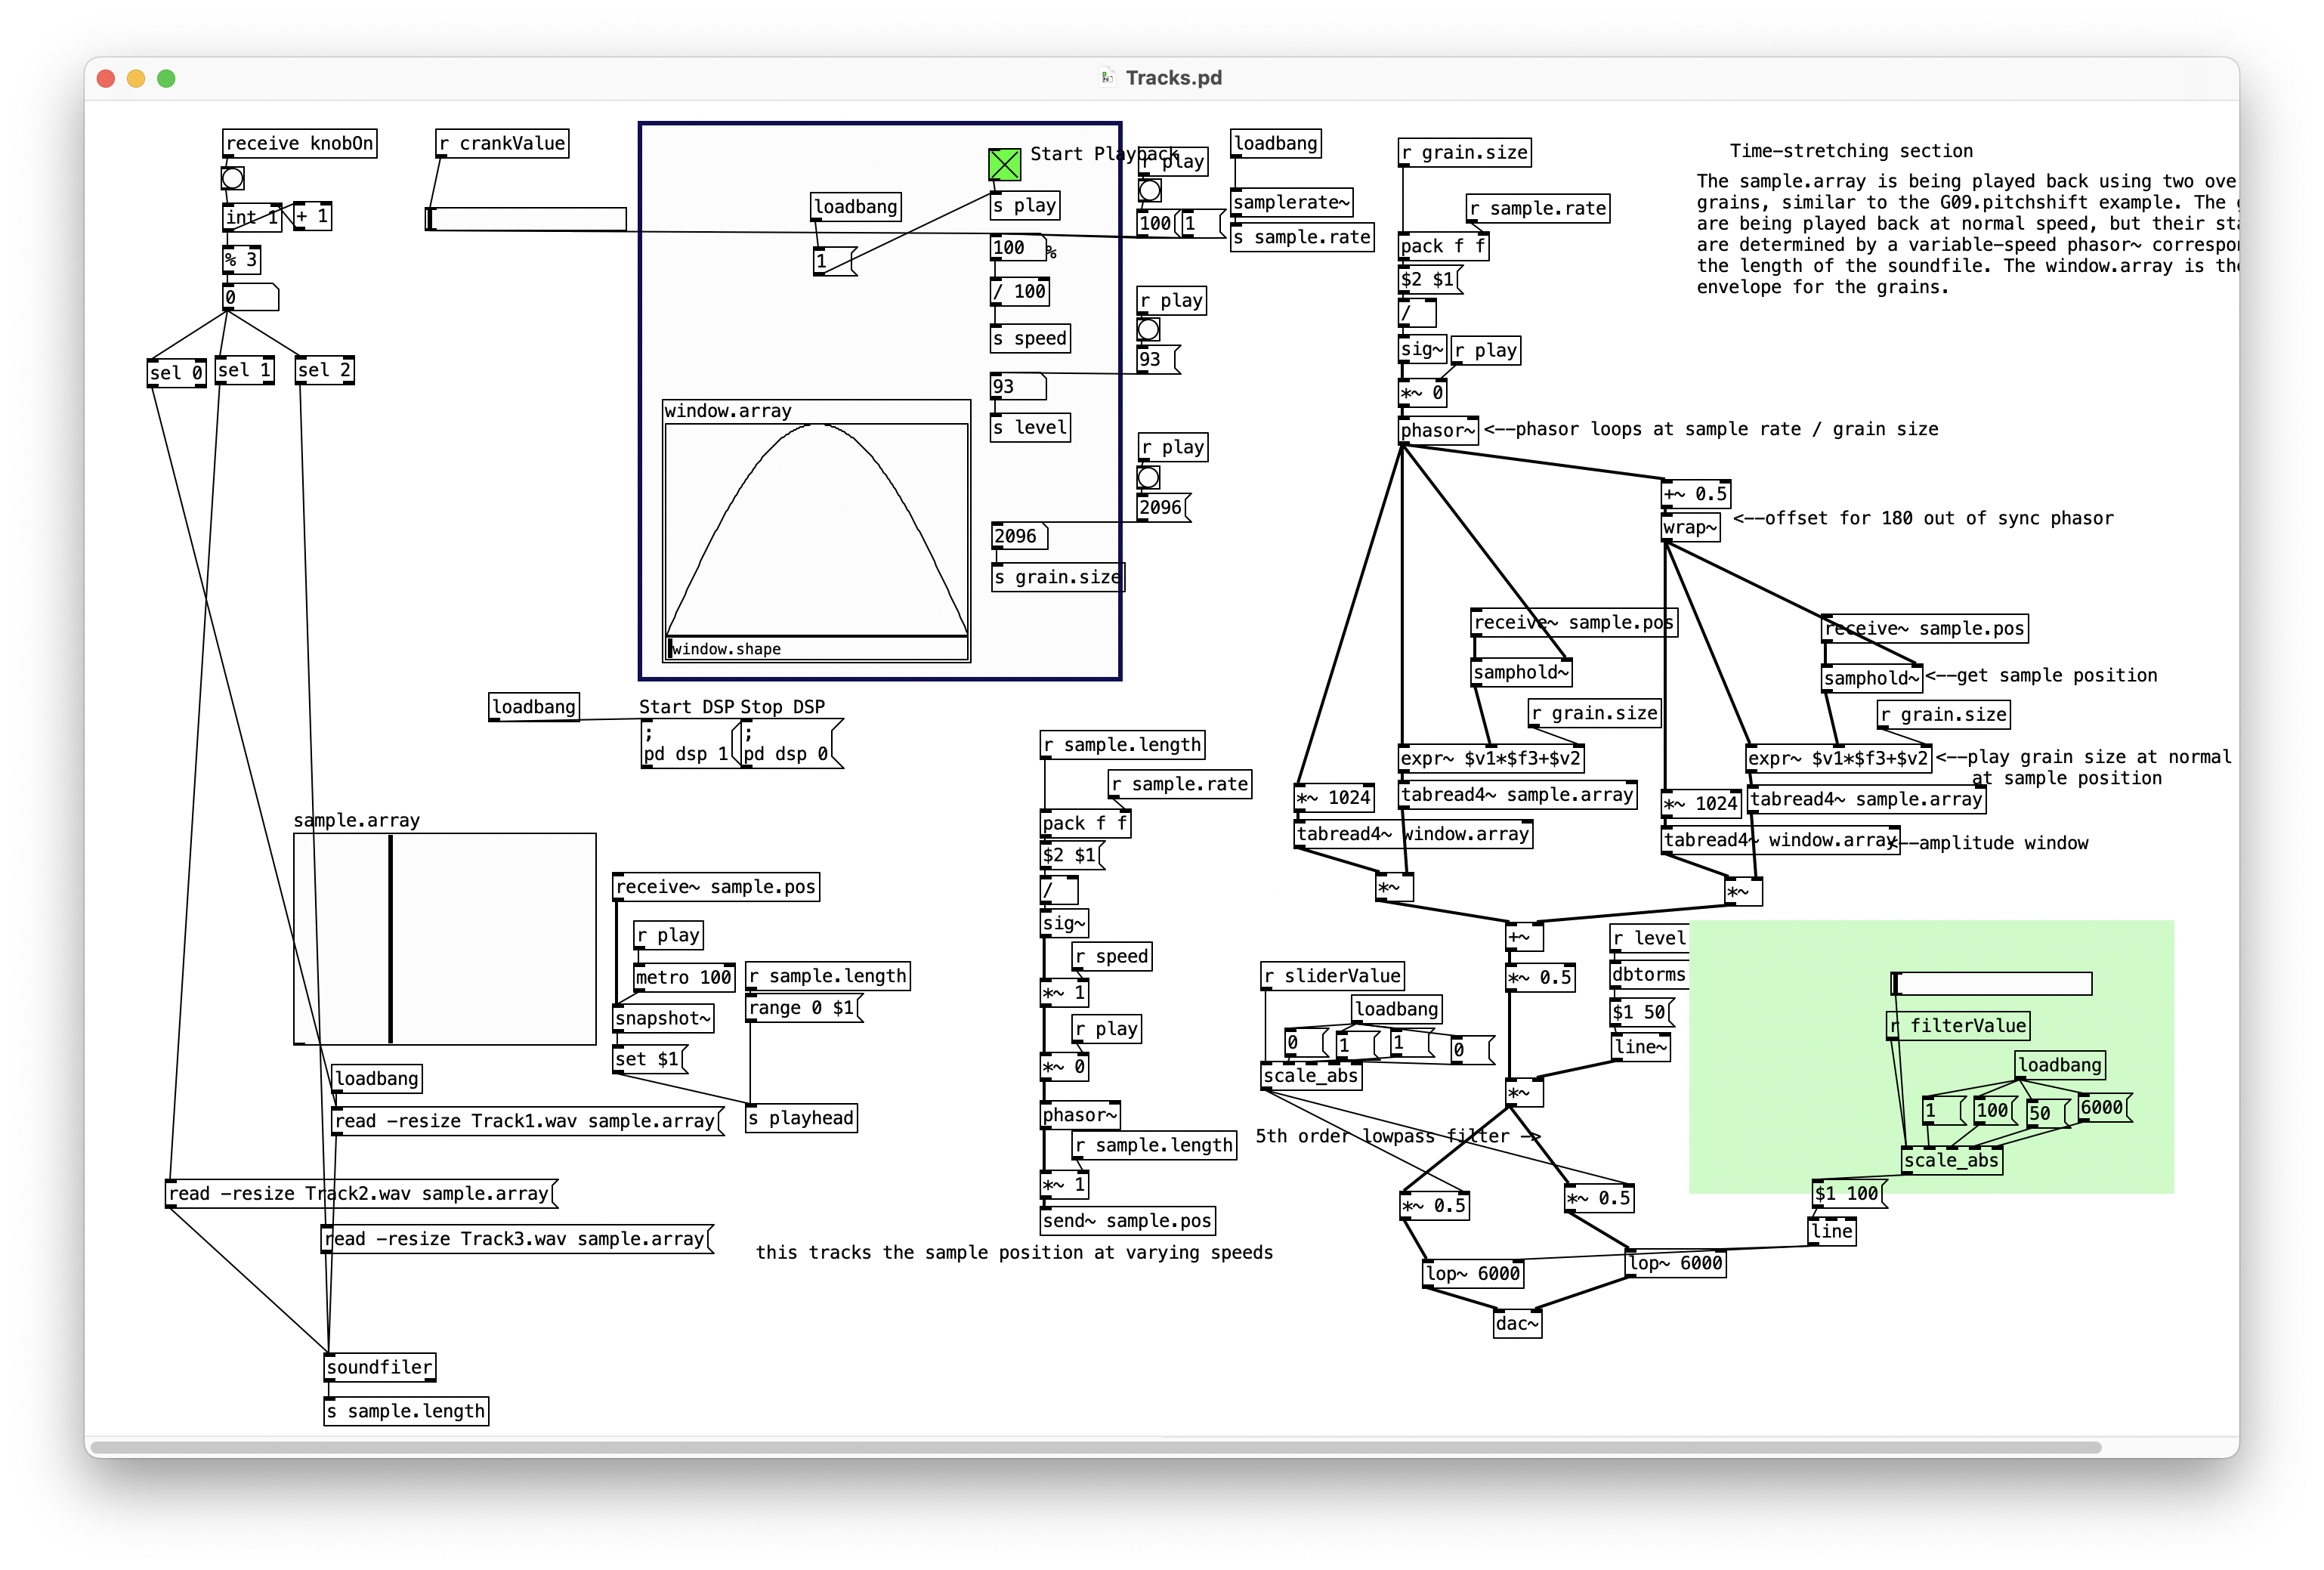 Tracks.pd
receive knobOn
int 1
+ 1
% 3
0
sel 0
sel 1
sel 2
r crankValue
loadbang
1
Start Playback
s play
100
%
/ 100
s speed
93
s level
2096
s grain.size
window.array
window.shape
r play
100
1
r play
93
r play
2096
loadbang
samplerate~
s sample.rate
r grain.size
r sample.rate
pack f f
$2 $1
/
sig~
r play
*~ 0
phasor~
<--phasor loops at sample rate / grain size
Time-stretching section
The sample.array is being played back using two ove
grains, similar to the G09.pitchshift example. The g
are being played back at normal speed, but their sta
are determined by a variable-speed phasor~ correspo
the length of the soundfile. The window.array is the
envelope for the grains.
+~ 0.5
wrap~
<--offset for 180 out of sync phasor
receive~ sample.pos
samphold~
r grain.size
expr~ $v1*$f3+$v2
*~ 1024
tabread4~ sample.array
tabread4~ window.array
*~
receive~ sample.pos
samphold~
<--get sample position
r grain.size
expr~ $v1*$f3+$v2
<--play grain size at normal
at sample position
*~ 1024
tabread4~ sample.array
tabread4~ window.array
<--amplitude window
*~
loadbang
Start DSP
Stop DSP
;
pd dsp 1
;
pd dsp 0
sample.array
receive~ sample.pos
r play
metro 100
snapshot~
set $1
r sample.length
range 0 $1
s playhead
loadbang
read -resize Track1.wav sample.array
read -resize Track2.wav sample.array
read -resize Track3.wav sample.array
soundfiler
s sample.length
r sample.length
r sample.rate
pack f f
$2 $1
/
sig~
r speed
*~ 1
r play
*~ 0
phasor~
r sample.length
*~ 1
send~ sample.pos
this tracks the sample position at varying speeds
+~
*~ 0.5
r level
dbtorms
$1 50
line~
*~
r sliderValue
loadbang
0
1
1
0
scale_abs
5th order lowpass filter ->
*~ 0.5
*~ 0.5
lop~ 6000
lop~ 6000
dac~
r filterValue
loadbang
1
100
50
6000
scale_abs
$1 100
line